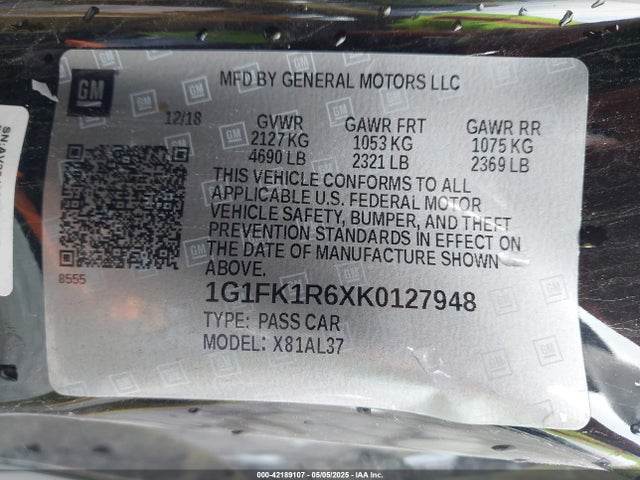 GM
MFD BY GENERAL MOTORS LLC
12/18
GVWR GAWR FRT GAWR RR
2127 KG 1053 KG 1075 KG
4690 LB 2321 LB 2369 LB
THIS VEHICLE CONFORMS TO ALL
APPLICABLE U.S. FEDERAL MOTOR
VEHICLE SAFETY, BUMPER, AND THEFT
PREVENTION STANDARDS IN EFFECT ON
THE DATE OF MANUFACTURE SHOWN
ABOVE.
8555
1G1FK1R6XK0127948
TYPE: PASS CAR
MODEL: X81AL37
000-42189107 - 05/05/2025 - IAA Inc.